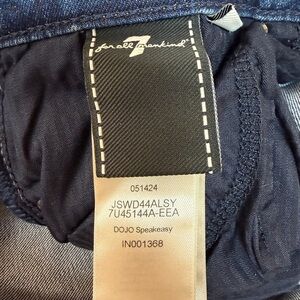 7
for all mankind
051424
JSWD44ALSY
7U45144A-EEA
DOJO Speakeasy
IN001368